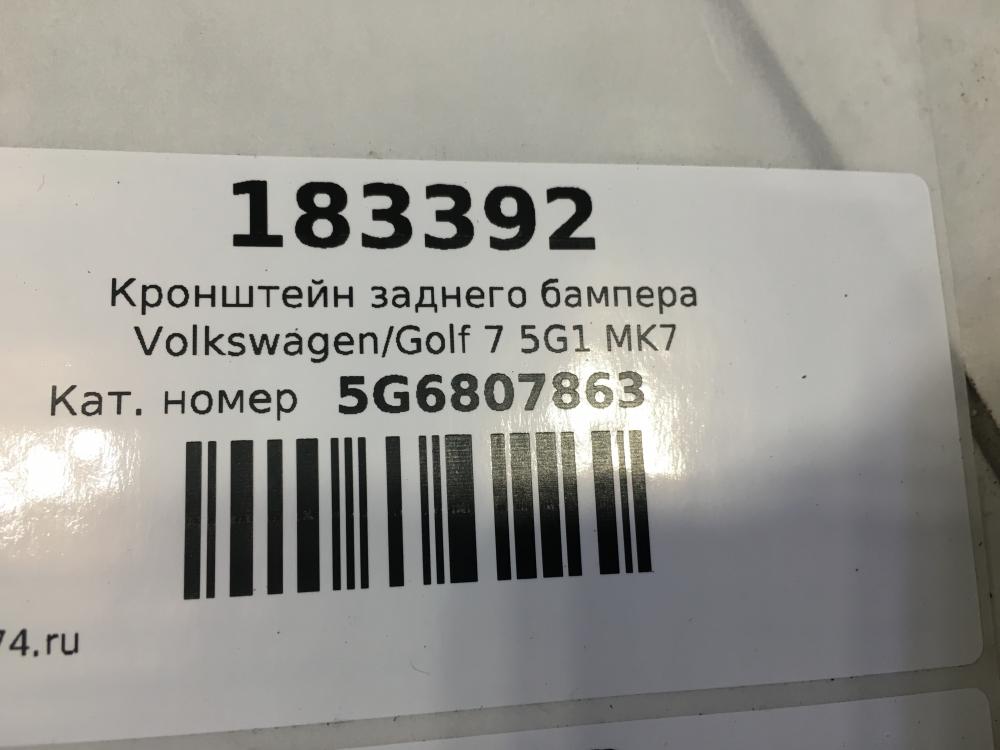 183392
Кронштейн заднего бампера
Volkswagen/Golf 7 5G1 MK7
Кат. номер 5G6807863
74.ru